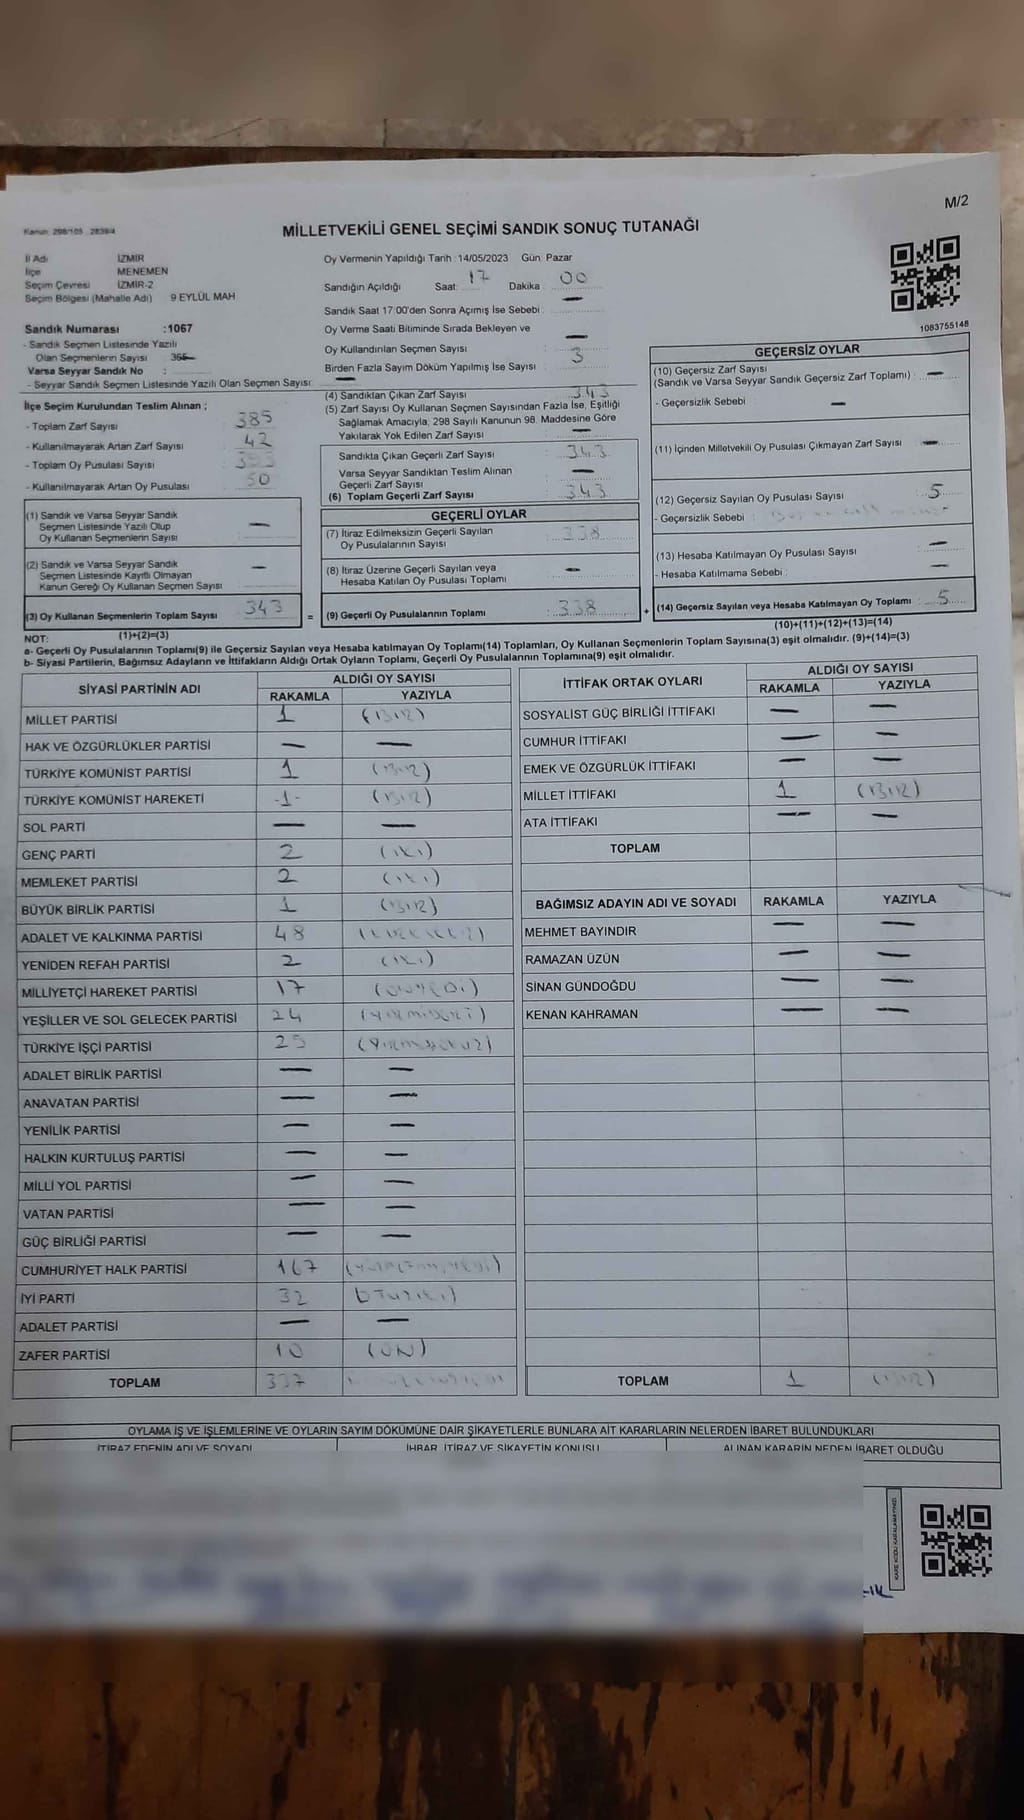 M/2
Kanun: 298/105 , 2839/4
MİLLETVEKİLİ GENEL SEÇİMİ SANDIK SONUÇ TUTANAĞI
İl Adı İZMİR
İlçe MENEMEN
Seçim Çevresi İZMİR-2
Seçim Bölgesi (Mahalle Adı) 9 EYLÜL MAH
Sandık Numarası :1067
- Sandık Seçmen Listesinde Yazılı
Olan Seçmenlerin Sayısı : 365
Varsa Seyyar Sandık No :
- Seyyar Sandık Seçmen Listesinde Yazılı Olan Seçmen Sayısı: —
Oy Vermenin Yapıldığı Tarih :14/05/2023 Gün: Pazar
Sandığın Açıldığı Saat: 17 Dakika 00
Sandık Saat 17:00'den Sonra Açımış İse Sebebi : —
Oy Verme Saati Bitiminde Sırada Bekleyen ve
Oy Kullandırılan Seçmen Sayısı : —
Birden Fazla Sayım Döküm Yapılmış İse Sayısı : 3
1083755148
İlçe Seçim Kurulundan Teslim Alınan ;
- Toplam Zarf Sayısı : 385
- Kullanılmayarak Artan Zarf Sayısı : 42
- Toplam Oy Pusulası Sayısı :
- Kullanılmayarak Artan Oy Pusulası : 50
(1) Sandık ve Varsa Seyyar Sandık
Seçmen Listesinde Yazılı Olup
Oy Kullanan Seçmenlerin Sayısı : —
(2) Sandık ve Varsa Seyyar Sandık
Seçmen Listesinde Kayıtlı Olmayan
Kanun Gereği Oy Kullanan Seçmen Sayısı : —
(3) Oy Kullanan Seçmenlerin Toplam Sayısı : 343 =
(1)+(2)=(3)
(4) Sandıktan Çıkan Zarf Sayısı : 343
(5) Zarf Sayısı Oy Kullanan Seçmen Sayısından Fazla İse, Eşitliği
Sağlamak Amacıyla, 298 Sayılı Kanunun 98. Maddesine Göre
Yakılarak Yok Edilen Zarf Sayısı : —
Sandıkta Çıkan Geçerli Zarf Sayısı : 343
Varsa Seyyar Sandıktan Teslim Alınan
Geçerli Zarf Sayısı : —
(6) Toplam Geçerli Zarf Sayısı : 343
GEÇERLİ OYLAR
(7) İtiraz Edilmeksizin Geçerli Sayılan
Oy Pusulalarının Sayısı : 338
(8) İtiraz Üzerine Geçerli Sayılan veya
Hesaba Katılan Oy Pusulası Toplamı : —
(9) Geçerli Oy Pusulalarının Toplamı : 338 +
GEÇERSİZ OYLAR
(10) Geçersiz Zarf Sayısı
(Sandık ve Varsa Seyyar Sandık Geçersiz Zarf Toplamı) : —
- Geçersizlik Sebebi : —
(11) İçinden Milletvekili Oy Pusulası Çıkmayan Zarf Sayısı : —
(12) Geçersiz Sayılan Oy Pusulası Sayısı : 5
- Geçersizlik Sebebi :
(13) Hesaba Katılmayan Oy Pusulası Sayısı : —
- Hesaba Katılmama Sebebi : —
(14) Geçersiz Sayılan veya Hesaba Katılmayan Oy Toplamı : 5
(10)+(11)+(12)+(13)=(14)
NOT:
a- Geçerli Oy Pusulalarının Toplamı(9) ile Geçersiz Sayılan veya Hesaba katılmayan Oy Toplamı(14) Toplamları, Oy Kullanan Seçmenlerin Toplam Sayısına(3) eşit olmalıdır. (9)+(14)=(3)
b- Siyasi Partilerin, Bağımsız Adayların ve İttifakların Aldığı Ortak Oyların Toplamı, Geçerli Oy Pusulalarının Toplamına(9) eşit olmalıdır.
SİYASİ PARTİNİN ADI ALDIĞI OY SAYISI
RAKAMLA YAZIYLA
MİLLET PARTİSİ 1 (BİR)
HAK VE ÖZGÜRLÜKLER PARTİSİ — —
TÜRKİYE KOMÜNİST PARTİSİ 1 (BİR)
TÜRKİYE KOMÜNİST HAREKETİ -1- (BİR)
SOL PARTİ — —
GENÇ PARTİ 2 (İKİ)
MEMLEKET PARTİSİ 2 (İKİ)
BÜYÜK BİRLİK PARTİSİ 1 (BİR)
ADALET VE KALKINMA PARTİSİ 48 (KIRKSEKİZ)
YENİDEN REFAH PARTİSİ 2 (İKİ)
MİLLİYETÇİ HAREKET PARTİSİ 17 (ONYEDİ)
YEŞİLLER VE SOL GELECEK PARTİSİ 24 (YİRMİDÖRT)
TÜRKİYE İŞÇİ PARTİSİ 29 (YİRMİDOKUZ)
ADALET BİRLİK PARTİSİ — —
ANAVATAN PARTİSİ — —
YENİLİK PARTİSİ — —
HALKIN KURTULUŞ PARTİSİ — —
MİLLİ YOL PARTİSİ — —
VATAN PARTİSİ — —
GÜÇ BİRLİĞİ PARTİSİ — —
CUMHURİYET HALK PARTİSİ 167 (YÜZALTMIŞYEDİ)
İYİ PARTİ 32 OTUZİKİ)
ADALET PARTİSİ — —
ZAFER PARTİSİ 10 (ON)
TOPLAM 337
İTTİFAK ORTAK OYLARI ALDIĞI OY SAYISI
RAKAMLA YAZIYLA
SOSYALİST GÜÇ BİRLİĞİ İTTİFAKI — —
CUMHUR İTTİFAKI — —
EMEK VE ÖZGÜRLÜK İTTİFAKI — —
MİLLET İTTİFAKI 1 (BİR)
ATA İTTİFAKI — —
TOPLAM
BAĞIMSIZ ADAYIN ADI VE SOYADI RAKAMLA YAZIYLA
MEHMET BAYINDIR — —
RAMAZAN ÜZÜN — —
SİNAN GÜNDOĞDU — —
KENAN KAHRAMAN — —
TOPLAM 1 (BİR)
OYLAMA İŞ VE İŞLEMLERİNE VE OYLARIN SAYIM DÖKÜMÜNE DAİR ŞİKAYETLERLE BUNLARA AİT KARARLARIN NELERDEN İBARET BULUNDUKLARI
İTİRAZ EDENİN ADI VE SOYADI İHBAR, İTİRAZ VE ŞİKAYETİN KONUSU ALINAN KARARIN NEDEN İBARET OLDUĞU
KARE KODU KARALAMAYINIZ!